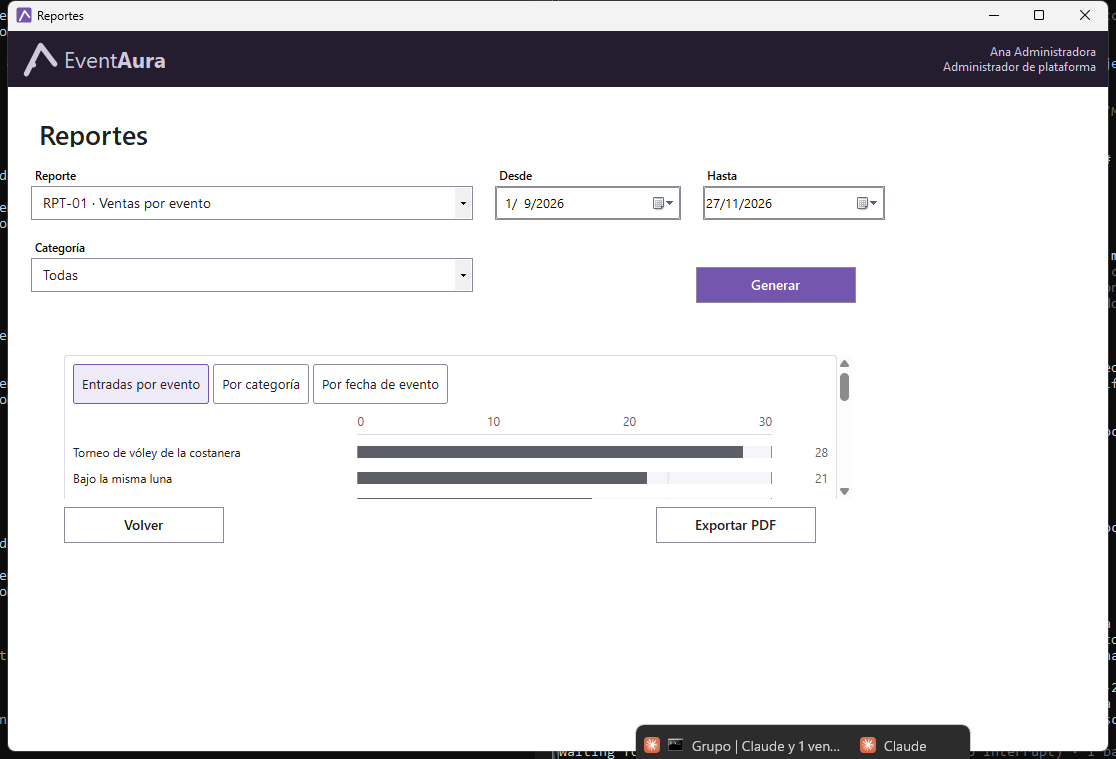 Reportes
EventAura
Ana Administradora
Administrador de plataforma
Reportes
Reporte
Desde
Hasta
RPT-01 · Ventas por evento
1/ 9/2026
27/11/2026
Categoría
Todas
Generar
Entradas por evento
Por categoría
Por fecha de evento
0 10 20 30
Torneo de vóley de la costanera 28
Bajo la misma luna 21
Volver
Exportar PDF
Grupo | Claude y 1 ven...
Claude